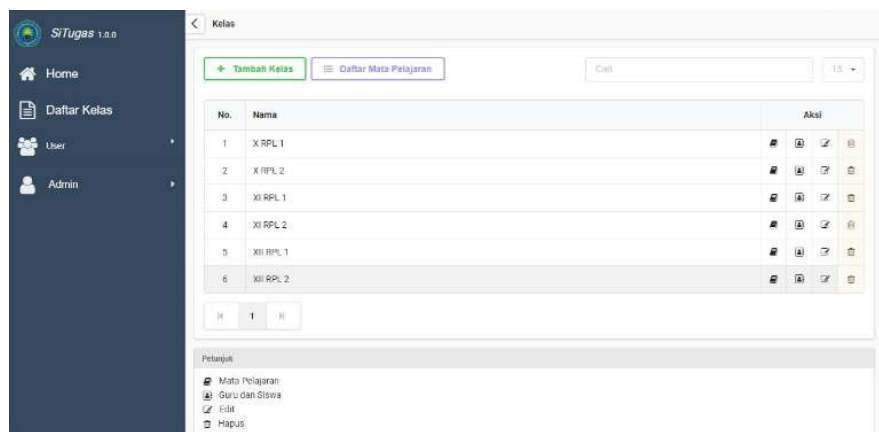 SiTugas 1.0.0
Home
Daftar Kelas
User
Admin
Kelas
+ Tambah Kelas
Daftar Mata Pelajaran
Cari
15
No. Nama Aksi
1 X RPL 1
2 X RPL 2
3 XI RPL 1
4 XI RPL 2
5 XII RPL 1
6 XII RPL 2
1
Petunjuk
Mata Pelajaran
Guru dan Siswa
Edit
Hapus